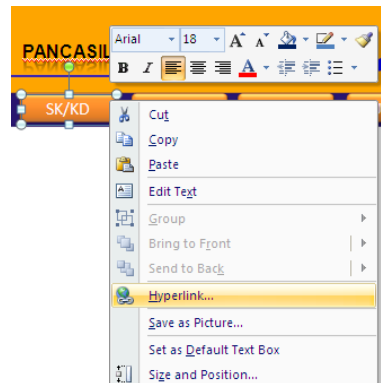 Arial 18 A A
PANCASIL
B I A
SK/KD
Cut
Copy
Paste
Edit Text
Group
Bring to Front
Send to Back
Hyperlink...
Save as Picture...
Set as Default Text Box
Size and Position...